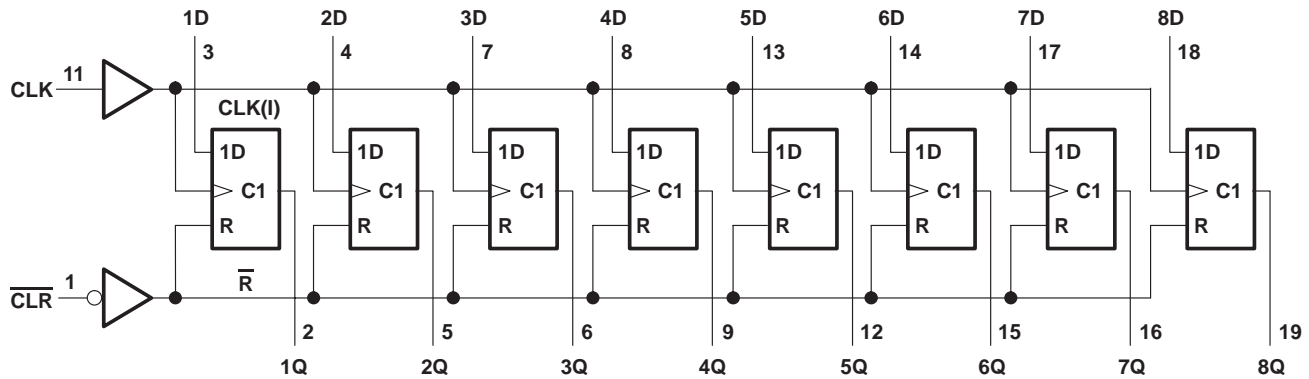 1D 2D 3D 4D 5D 6D 7D 8D
3 4 7 8 13 14 17 18
CLK 11
CLK(I)
1D 1D 1D 1D 1D 1D 1D 1D
C1 C1 C1 C1 C1 C1 C1 C1
R R R R R R R R
C̅L̅R̅ 1
R̅
2 5 6 9 12 15 16 19
1Q 2Q 3Q 4Q 5Q 6Q 7Q 8Q